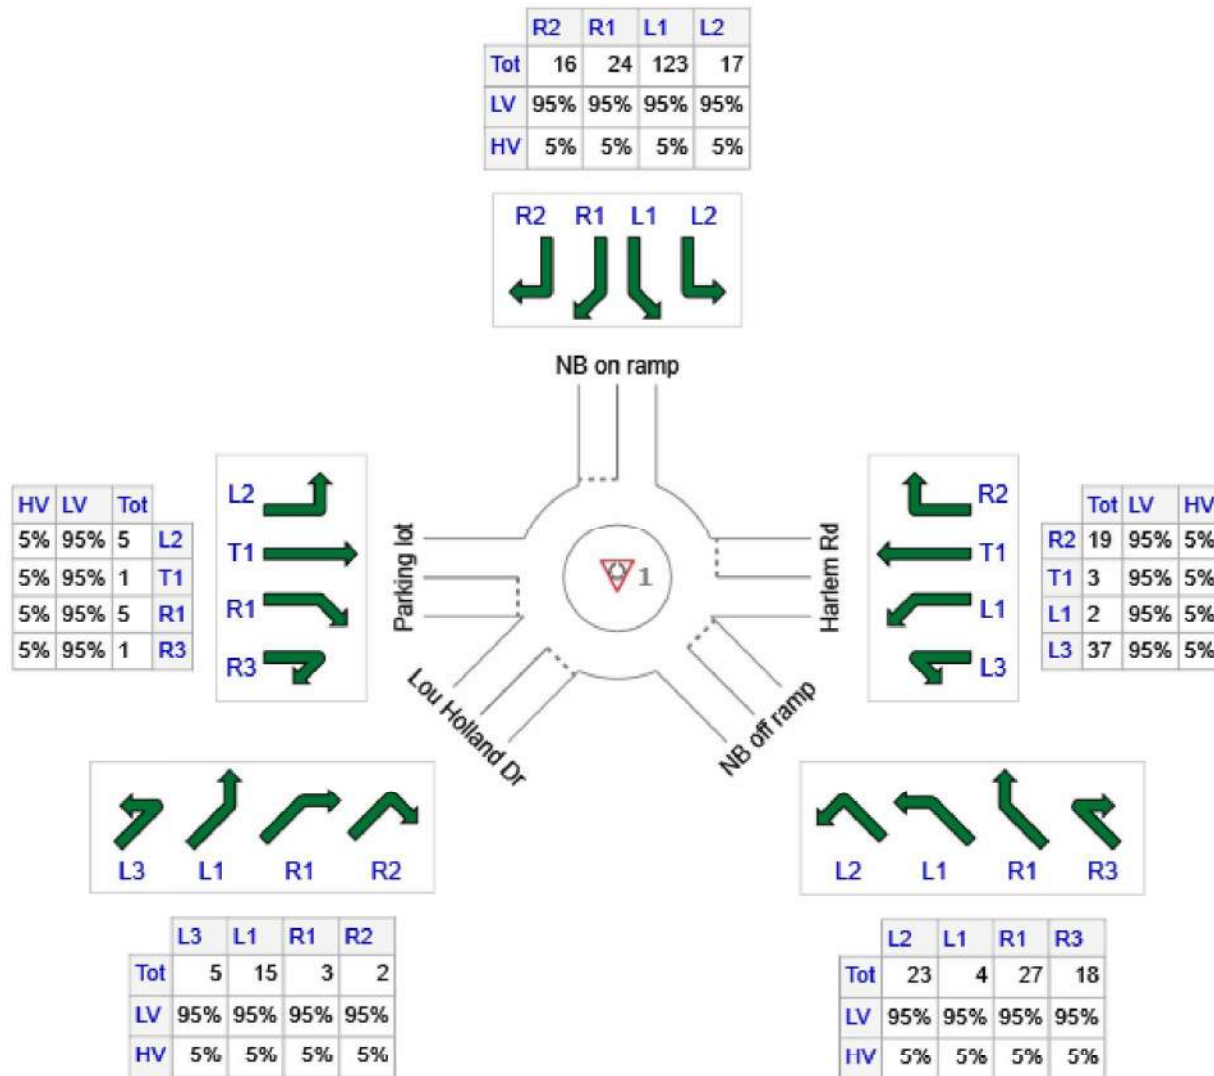 R2 R1 L1 L2
Tot 16 24 123 17
LV 95% 95% 95% 95%
HV 5% 5% 5% 5%
R2 R1 L1 L2
NB on ramp
HV LV Tot
5% 95% 5 L2
5% 95% 1 T1
5% 95% 5 R1
5% 95% 1 R3
L2
T1
R1
R3
Parking lot
1
Harlem Rd
R2
T1
L1
L3
Tot LV HV
R2 19 95% 5%
T1 3 95% 5%
L1 2 95% 5%
L3 37 95% 5%
Lou Holland Dr
NB off ramp
L3 L1 R1 R2
L3 L1 R1 R2
Tot 5 15 3 2
LV 95% 95% 95% 95%
HV 5% 5% 5% 5%
L2 L1 R1 R3
L2 L1 R1 R3
Tot 23 4 27 18
LV 95% 95% 95% 95%
HV 5% 5% 5% 5%